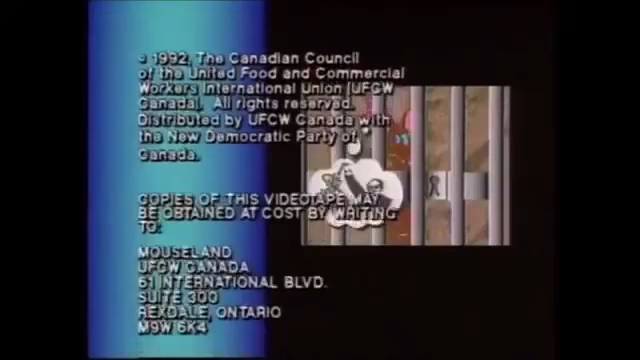 © 1992, The Canadian Council
of the United Food and Commercial
Workers International Union (UFCW
Canada). All rights reserved.
Distributed by UFCW Canada with
the New Democratic Party of
Canada.
COPIES OF THIS VIDEOTAPE MAY
BE OBTAINED AT COST BY WRITING
TO:
MOUSELAND
UFCW CANADA
61 INTERNATIONAL BLVD.
SUITE 300
REXDALE, ONTARIO
M9W 6K4